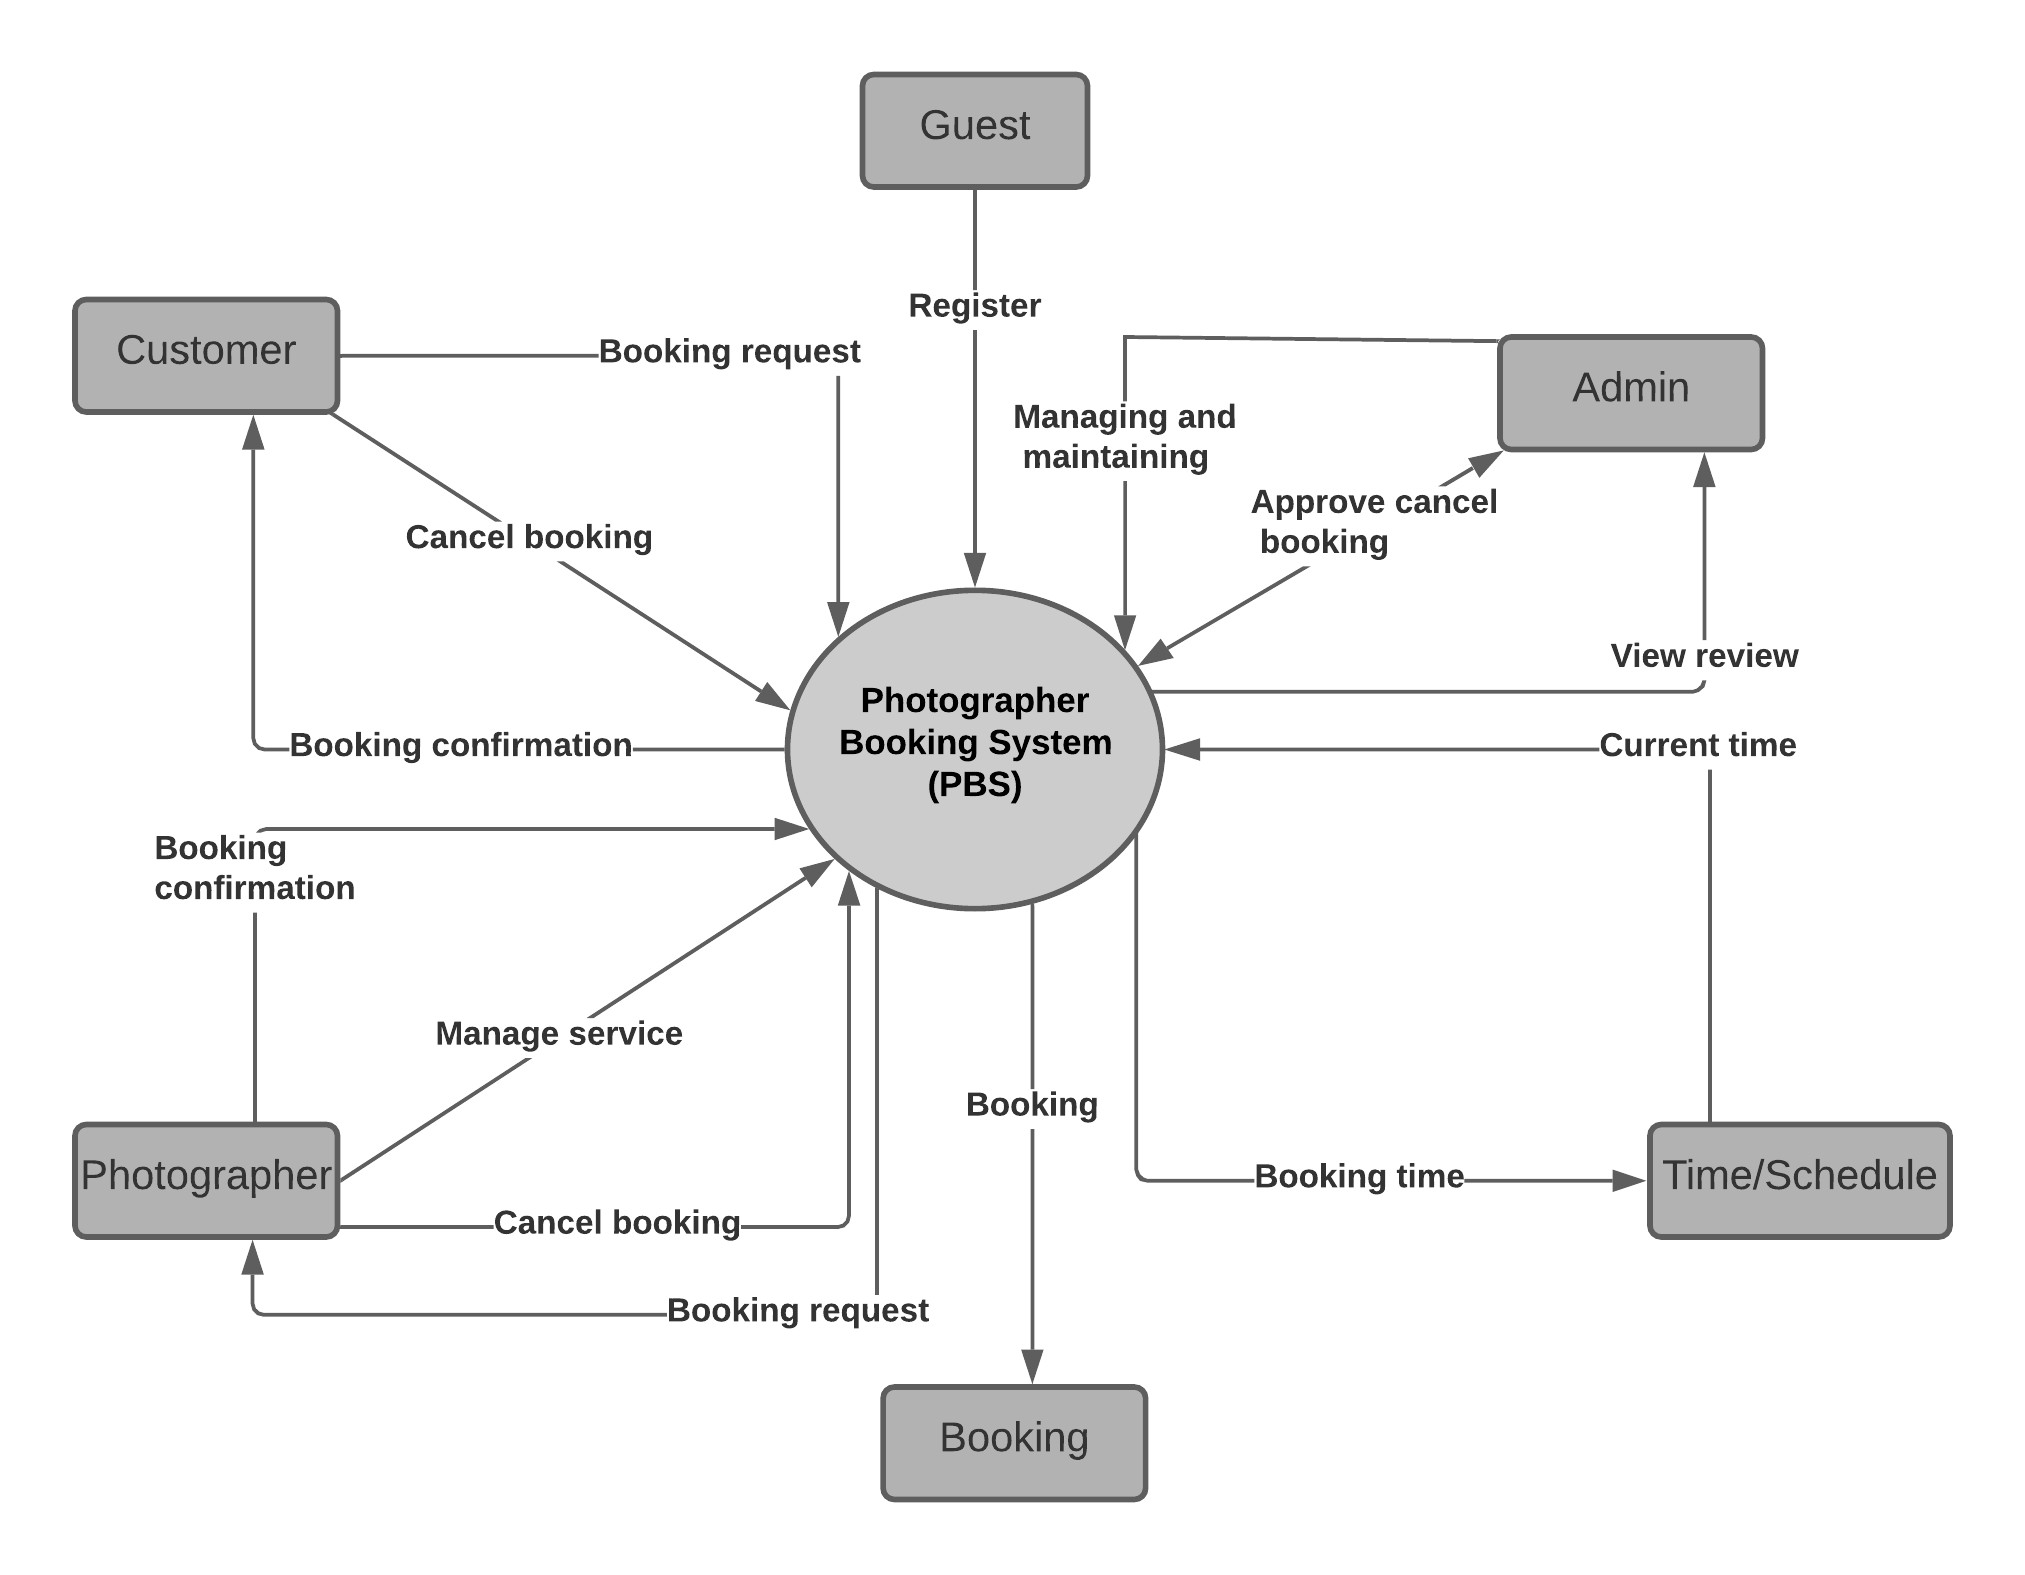 Guest
Register
Customer
Booking request
Admin
Managing and
maintaining
Approve cancel
booking
Cancel booking
View review
Photographer
Booking System
(PBS)
Booking confirmation
Current time
Booking
confirmation
Manage service
Booking
Photographer
Booking time
Time/Schedule
Cancel booking
Booking request
Booking